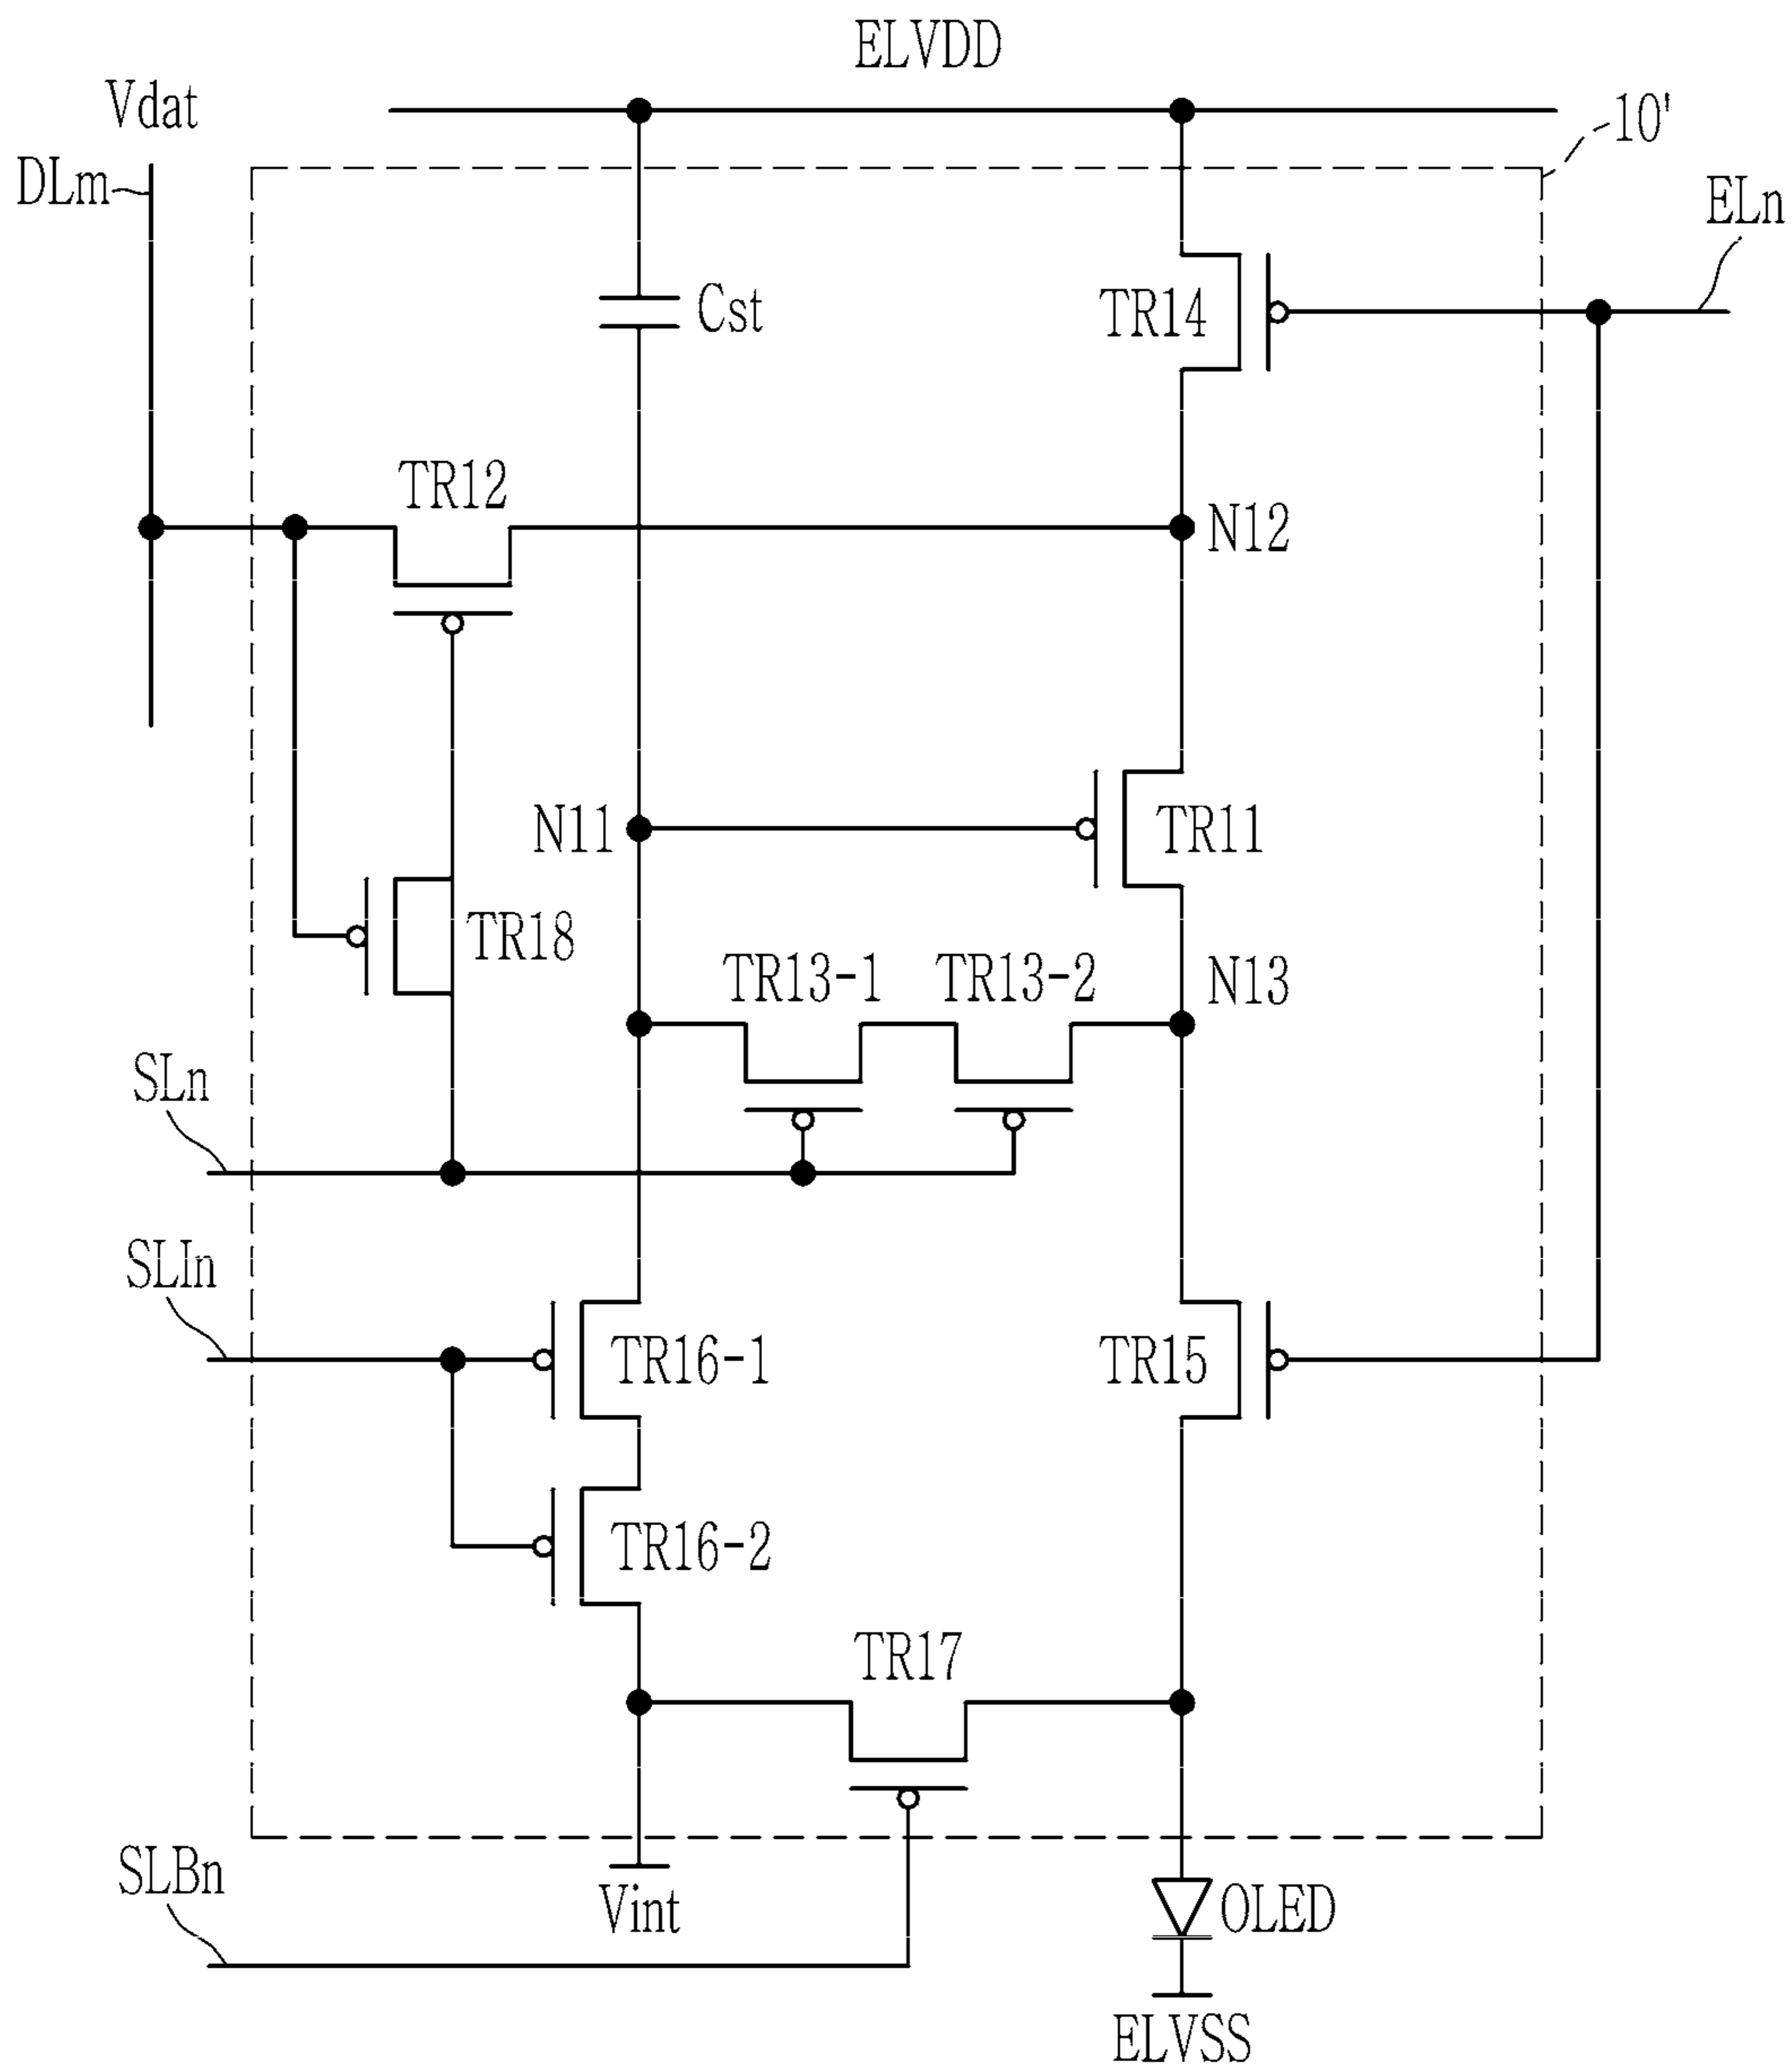 ELVDD
Vdat
10'
DLm
ELn
Cst
TR14
TR12
N12
N11
TR11
TR18
TR13-1
TR13-2
N13
SLn
SLIn
TR16-1
TR15
TR16-2
TR17
SLBn
Vint
OLED
ELVSS